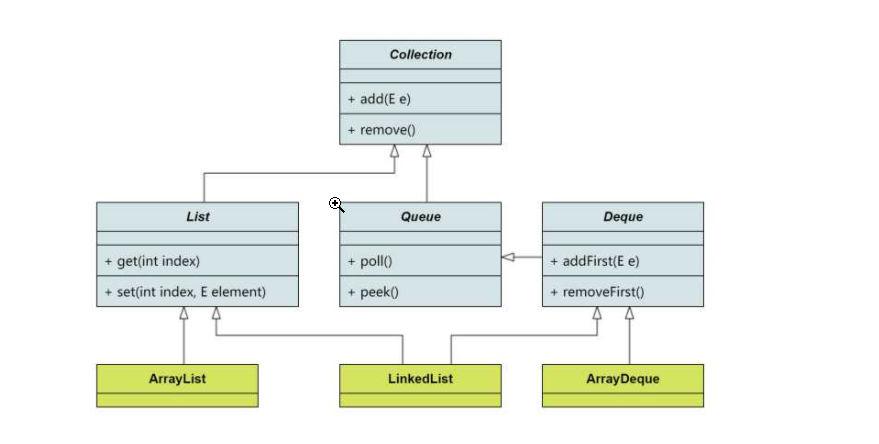 Collection
+ add(E e)
+ remove()
List
+ get(int index)
+ set(int index, E element)
Queue
+ poll()
+ peek()
Deque
+ addFirst(E e)
+ removeFirst()
ArrayList
LinkedList
ArrayDeque